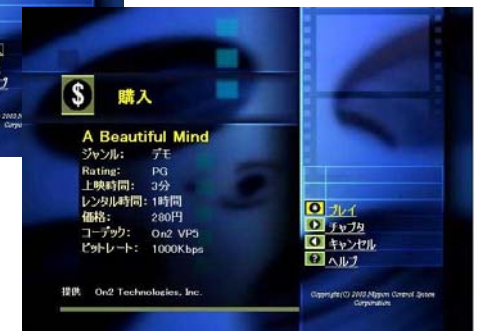 $ 購入
A Beautiful Mind
ジャンル: デモ
Rating: PG
上映時間: 3分
レンタル時間: 1時間
価格: 280円
コーデック: On2 VP5
ビットレート: 1000Kbps
提供 On2 Technologies, Inc.
プレイ
チャプタ
キャンセル
? ヘルプ
Copyright(C) 2003 Nippon Control System
Corporation